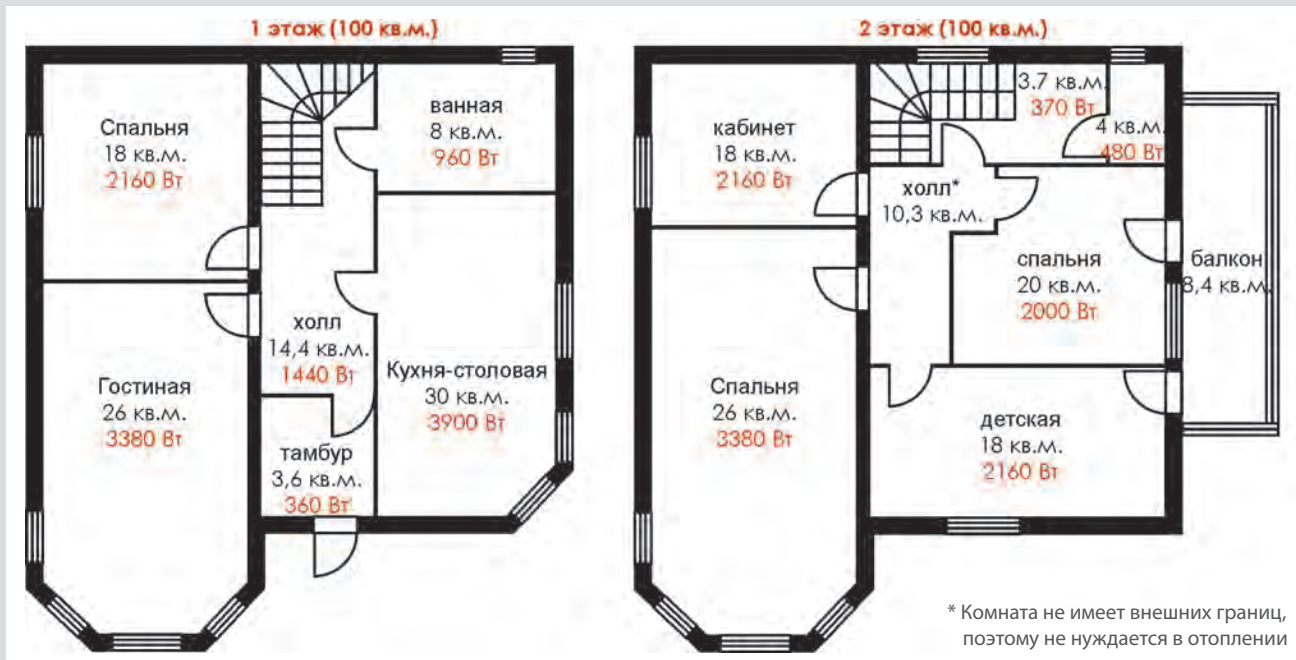 1 этаж (100 кв.м.)
Спальня
18 кв.м.
2160 Вт
ванная
8 кв.м.
960 Вт
холл
14,4 кв.м.
1440 Вт
Кухня-столовая
30 кв.м.
3900 Вт
Гостиная
26 кв.м.
3380 Вт
тамбур
3,6 кв.м.
360 Вт
2 этаж (100 кв.м.)
кабинет
18 кв.м.
2160 Вт
3.7 кв.м.
370 Вт
4 кв.м.
480 Вт
холл*
10,3 кв.м.
спальня
20 кв.м.
2000 Вт
балкон
8,4 кв.м.
Спальня
26 кв.м.
3380 Вт
детская
18 кв.м.
2160 Вт
* Комната не имеет внешних границ,
поэтому не нуждается в отоплении